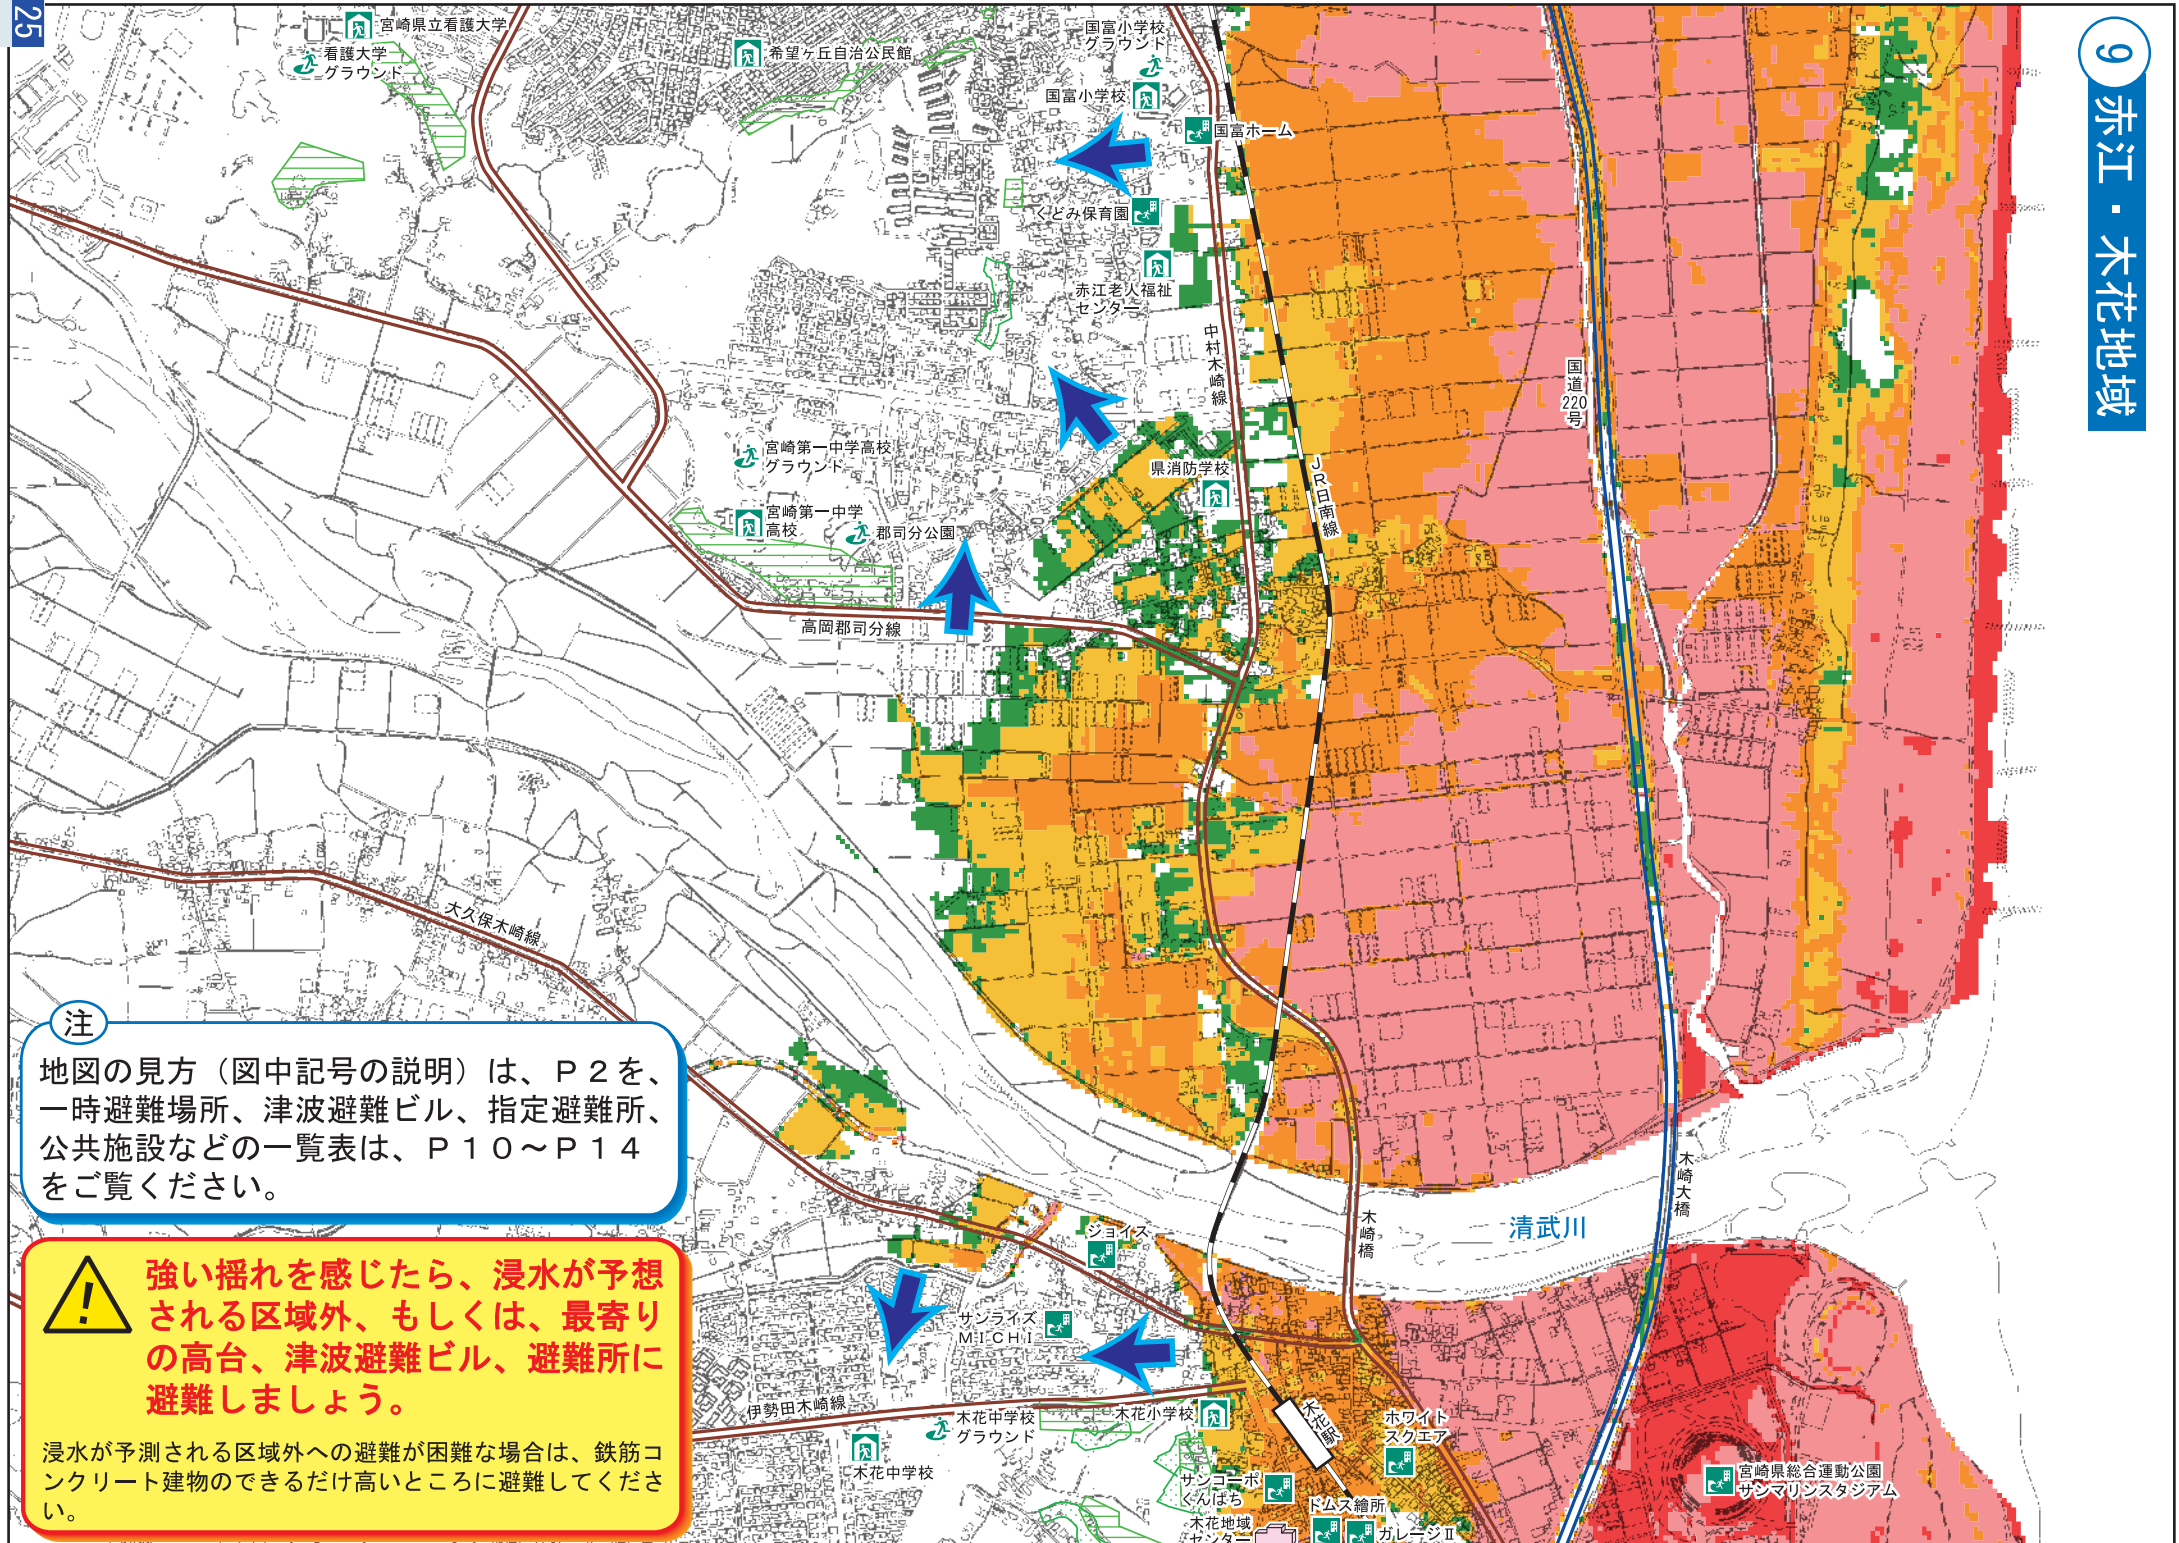 25
9
赤江・木花地域
宮崎県立看護大学
看護大学
グラウンド
希望ヶ丘自治公民館
国富小学校
グラウンド
国富小学校
国富ホーム
くどみ保育園
赤江老人福祉
センター
中村木崎線
国道220号
県消防学校
JR日南線
宮崎第一中学高校
グラウンド
宮崎第一中学
高校
郡司分公園
高岡郡司分線
大久保木崎線
注
地図の見方（図中記号の説明）は、Ｐ２を、
一時避難場所、津波避難ビル、指定避難所、
公共施設などの一覧表は、Ｐ１０～Ｐ１４
をご覧ください。
強い揺れを感じたら、浸水が予想
される区域外、もしくは、最寄り
の高台、津波避難ビル、避難所に
避難しましょう。
浸水が予測される区域外への避難が困難な場合は、鉄筋コ
ンクリート建物のできるだけ高いところに避難してくださ
い。
木崎大橋
木崎橋
清武川
ジョイス
サンライズ
ＭＩＣＨＩ
伊勢田木崎線
木花中学校
グラウンド
木花小学校
木花中学校
木花駅
ホワイト
スクエア
サンコーポ
くんぱち
ドムス繪所
ガレージⅡ
木花地域
センター
宮崎県総合運動公園
サンマリンスタジアム